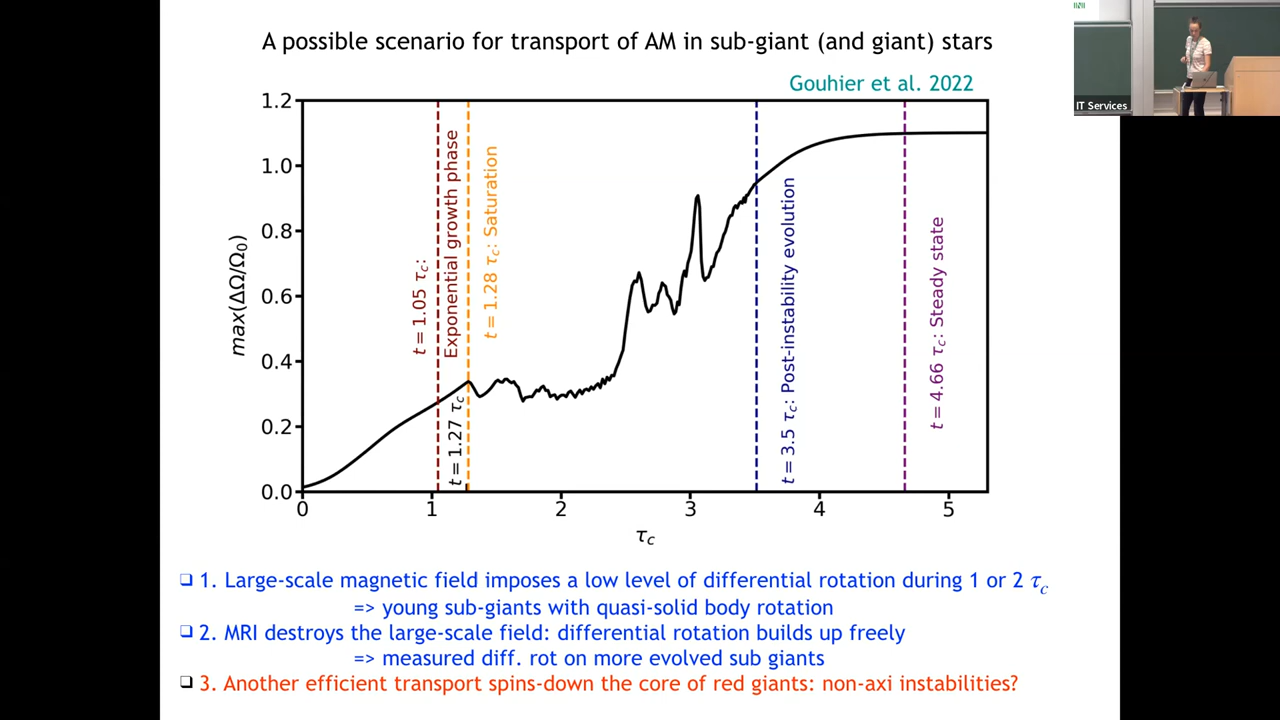 A possible scenario for transport of AM in sub-giant (and giant) stars
Gouhier et al. 2022
IT Services
max(ΔΩ/Ω₀)
1.2
1.0
0.8
0.6
0.4
0.2
0.0
t = 1.05 τc:
Exponential growth phase
t = 1.27 τc
t = 1.28 τc: Saturation
t = 3.5 τc: Post-instability evolution
t = 4.66 τc: Steady state
0 1 2 3 4 5
τc
❑ 1. Large-scale magnetic field imposes a low level of differential rotation during 1 or 2 τc
=> young sub-giants with quasi-solid body rotation
❑ 2. MRI destroys the large-scale field: differential rotation builds up freely
=> measured diff. rot on more evolved sub giants
❑ 3. Another efficient transport spins-down the core of red giants: non-axi instabilities?